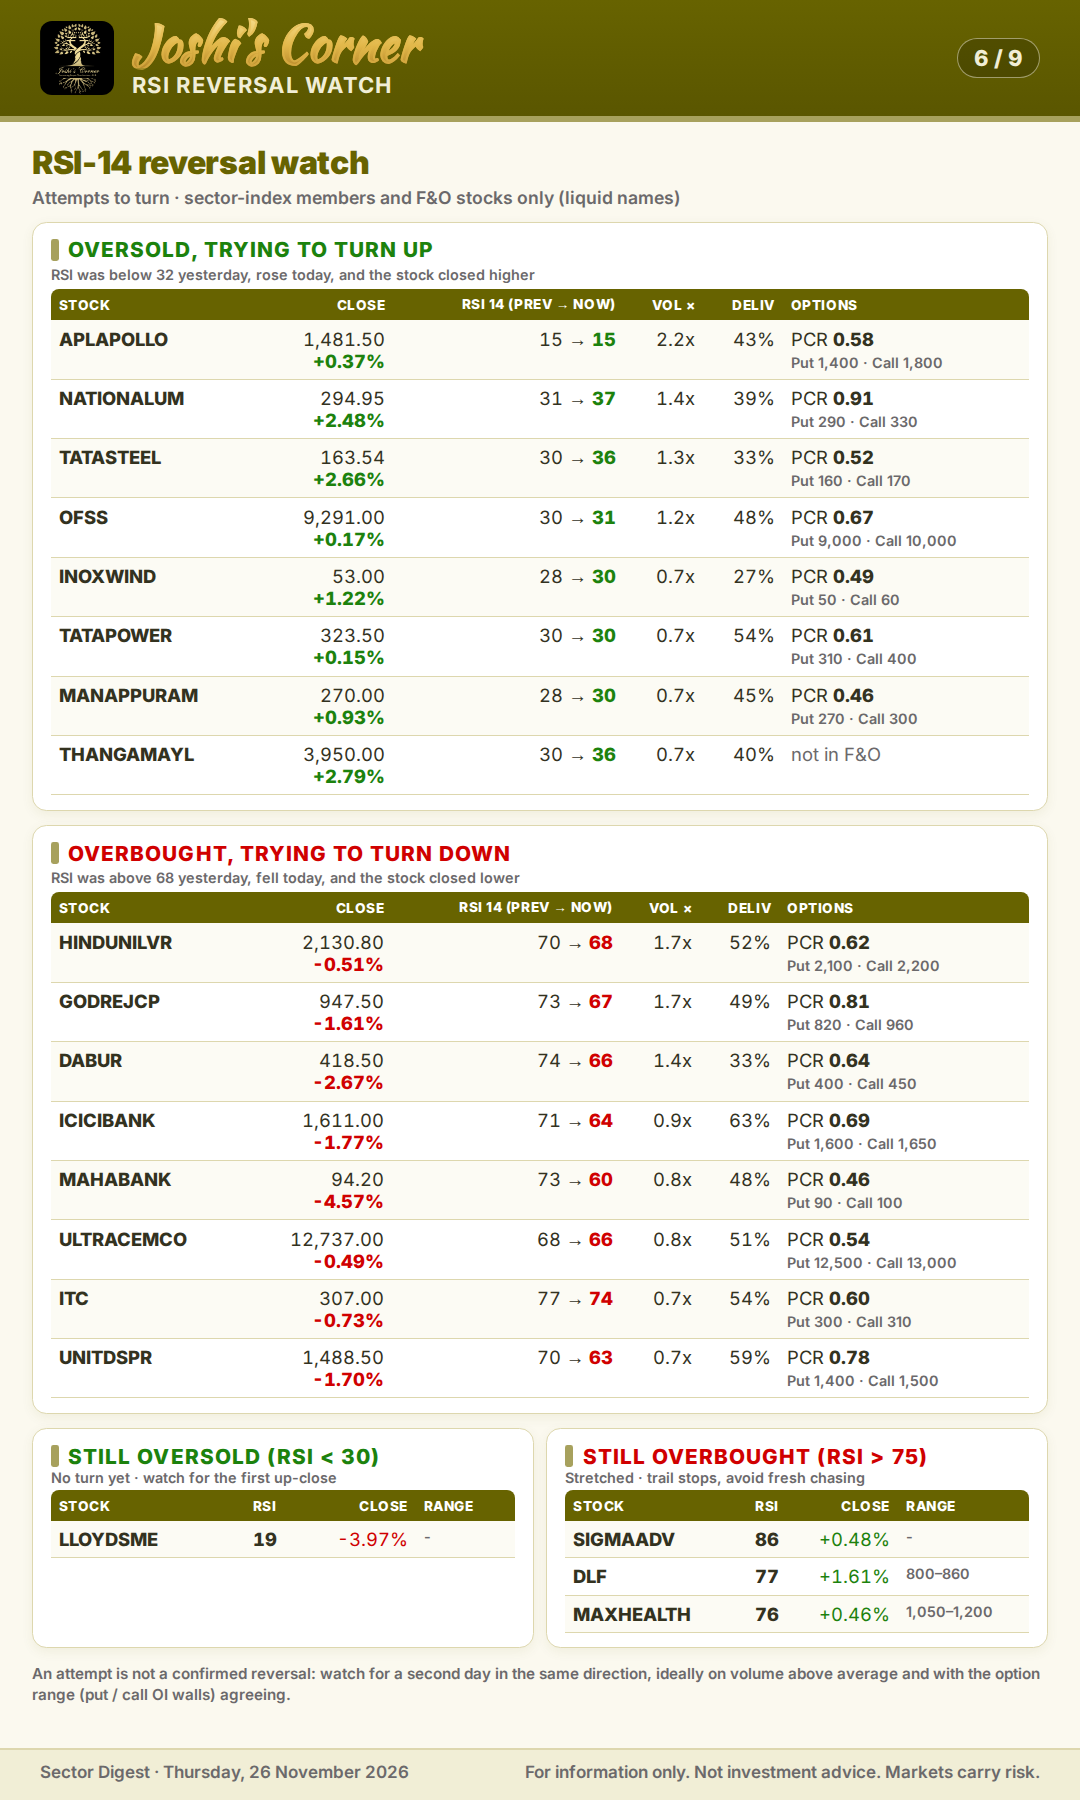 Joshi's Corner
Joshi's Corner
RSI REVERSAL WATCH
6 / 9
RSI-14 reversal watch
Attempts to turn · sector-index members and F&O stocks only (liquid names)
OVERSOLD, TRYING TO TURN UP
RSI was below 32 yesterday, rose today, and the stock closed higher
STOCK CLOSE RSI 14 (PREV → NOW) VOL × DELIV OPTIONS
APLAPOLLO 1,481.50 15 → 15 2.2x 43% PCR 0.58
+0.37% Put 1,400 · Call 1,800
NATIONALUM 294.95 31 → 37 1.4x 39% PCR 0.91
+2.48% Put 290 · Call 330
TATASTEEL 163.54 30 → 36 1.3x 33% PCR 0.52
+2.66% Put 160 · Call 170
OFSS 9,291.00 30 → 31 1.2x 48% PCR 0.67
+0.17% Put 9,000 · Call 10,000
INOXWIND 53.00 28 → 30 0.7x 27% PCR 0.49
+1.22% Put 50 · Call 60
TATAPOWER 323.50 30 → 30 0.7x 54% PCR 0.61
+0.15% Put 310 · Call 400
MANAPPURAM 270.00 28 → 30 0.7x 45% PCR 0.46
+0.93% Put 270 · Call 300
THANGAMAYL 3,950.00 30 → 36 0.7x 40% not in F&O
+2.79%
OVERBOUGHT, TRYING TO TURN DOWN
RSI was above 68 yesterday, fell today, and the stock closed lower
STOCK CLOSE RSI 14 (PREV → NOW) VOL × DELIV OPTIONS
HINDUNILVR 2,130.80 70 → 68 1.7x 52% PCR 0.62
-0.51% Put 2,100 · Call 2,200
GODREJCP 947.50 73 → 67 1.7x 49% PCR 0.81
-1.61% Put 820 · Call 960
DABUR 418.50 74 → 66 1.4x 33% PCR 0.64
-2.67% Put 400 · Call 450
ICICIBANK 1,611.00 71 → 64 0.9x 63% PCR 0.69
-1.77% Put 1,600 · Call 1,650
MAHABANK 94.20 73 → 60 0.8x 48% PCR 0.46
-4.57% Put 90 · Call 100
ULTRACEMCO 12,737.00 68 → 66 0.8x 51% PCR 0.54
-0.49% Put 12,500 · Call 13,000
ITC 307.00 77 → 74 0.7x 54% PCR 0.60
-0.73% Put 300 · Call 310
UNITDSPR 1,488.50 70 → 63 0.7x 59% PCR 0.78
-1.70% Put 1,400 · Call 1,500
STILL OVERSOLD (RSI < 30)
No turn yet · watch for the first up-close
STOCK RSI CLOSE RANGE
LLOYDSME 19 -3.97% -
STILL OVERBOUGHT (RSI > 75)
Stretched · trail stops, avoid fresh chasing
STOCK RSI CLOSE RANGE
SIGMAADV 86 +0.48% -
DLF 77 +1.61% 800–860
MAXHEALTH 76 +0.46% 1,050–1,200
An attempt is not a confirmed reversal: watch for a second day in the same direction, ideally on volume above average and with the option
range (put / call OI walls) agreeing.
Sector Digest · Thursday, 26 November 2026
For information only. Not investment advice. Markets carry risk.